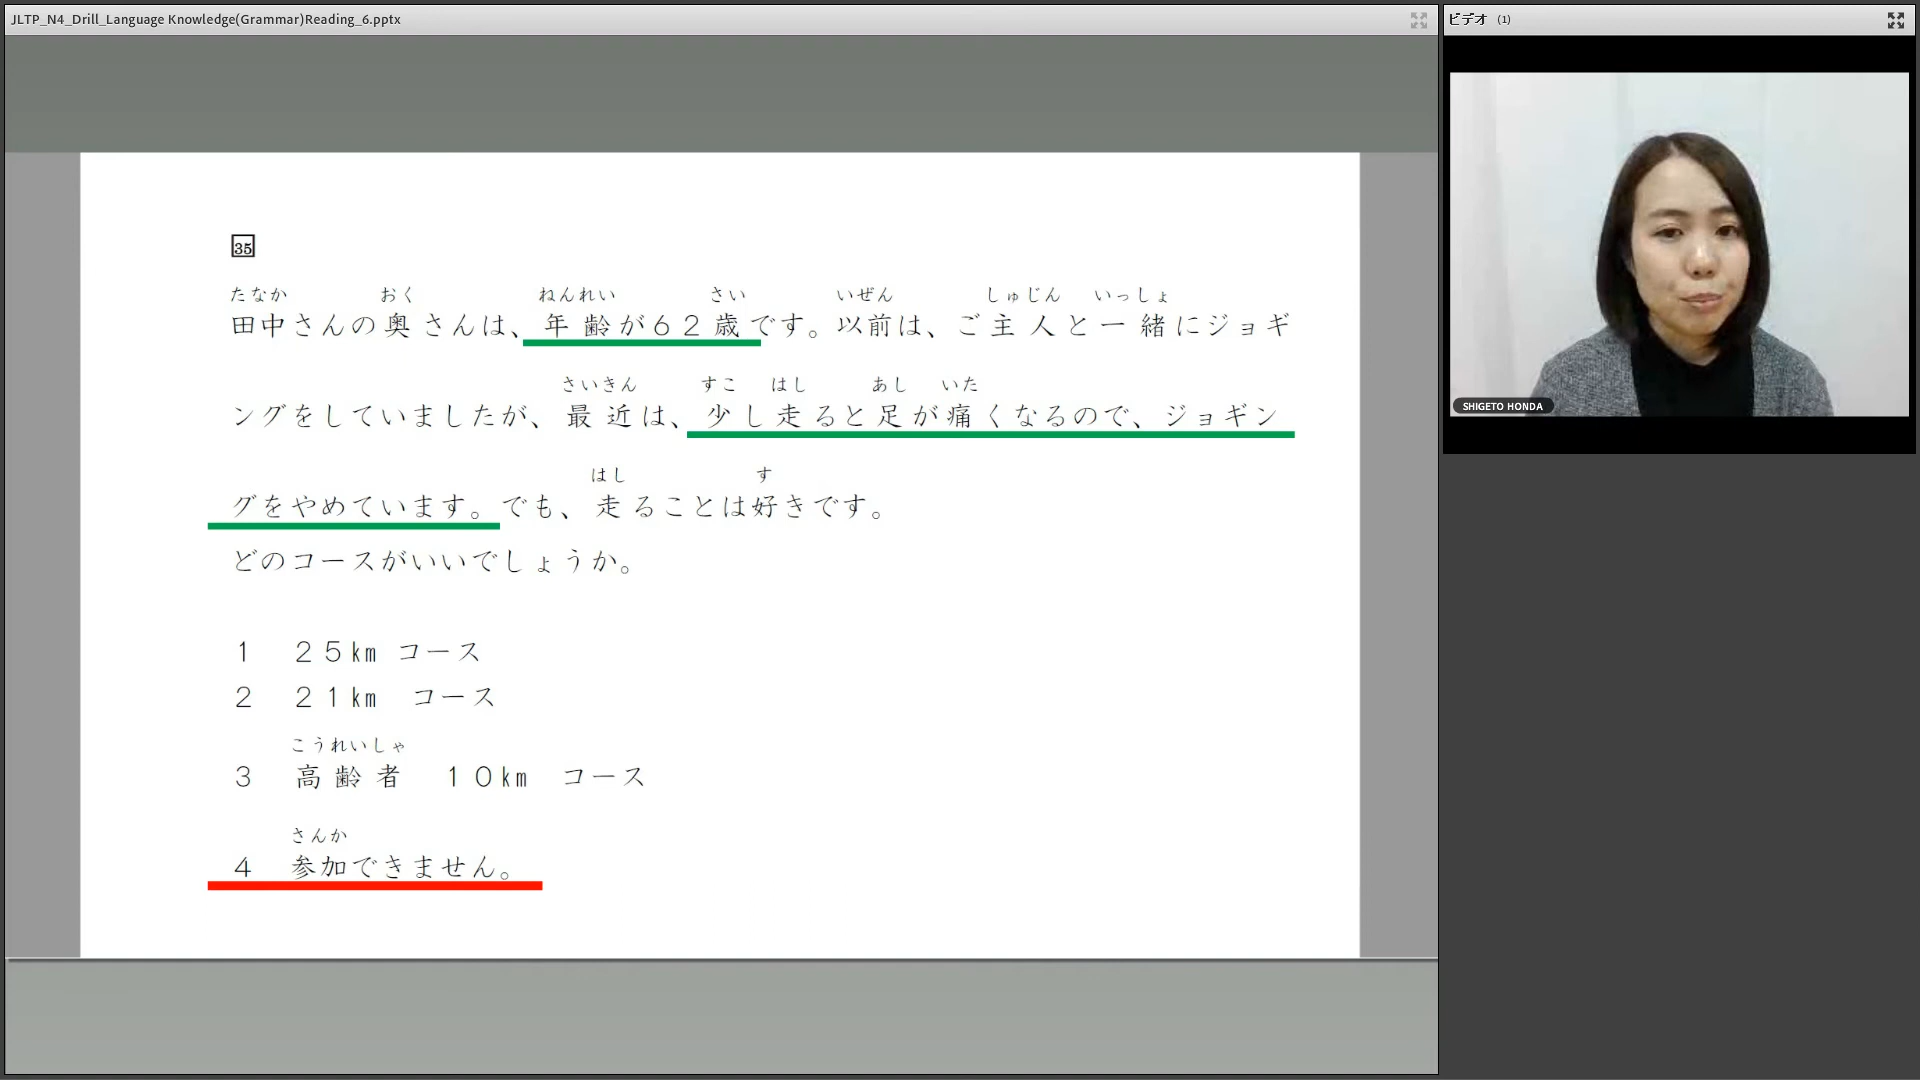 JLTP_N4_Drill_Language Knowledge(Grammar)Reading_6.pptx
ビデオ (1)
SHIGETO HONDA
35
たなか おく ねんれい さい いぜん しゅじん いっしょ
田中さんの奥さんは、年齢が62歳です。以前は、ご主人と一緒にジョギ
さいきん すこ はし あし いた
ングをしていましたが、最近は、少し走ると足が痛くなるので、ジョギン
はし す
グをやめています。でも、走ることは好きです。
どのコースがいいでしょうか。
1 25km コース
2 21km コース
こうれいしゃ
3 高齢者 10km コース
さんか
4 参加できません。